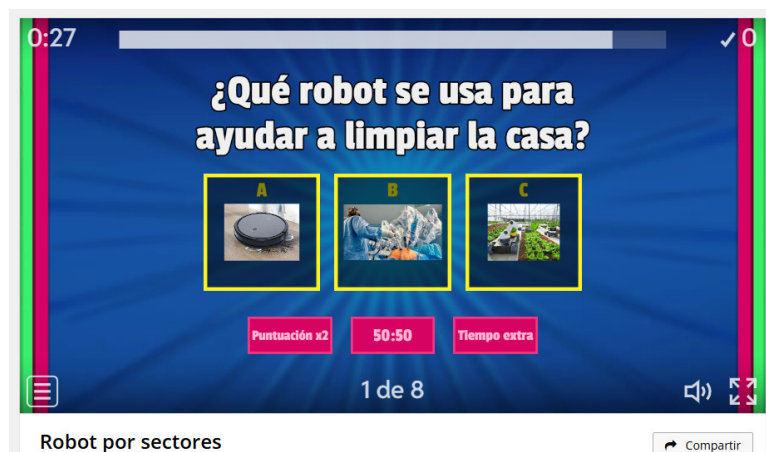 0:27
✓ 0
¿Qué robot se usa para
ayudar a limpiar la casa?
A
B
C
Puntuación x2
50:50
Tiempo extra
1 de 8
Robot por sectores
Compartir